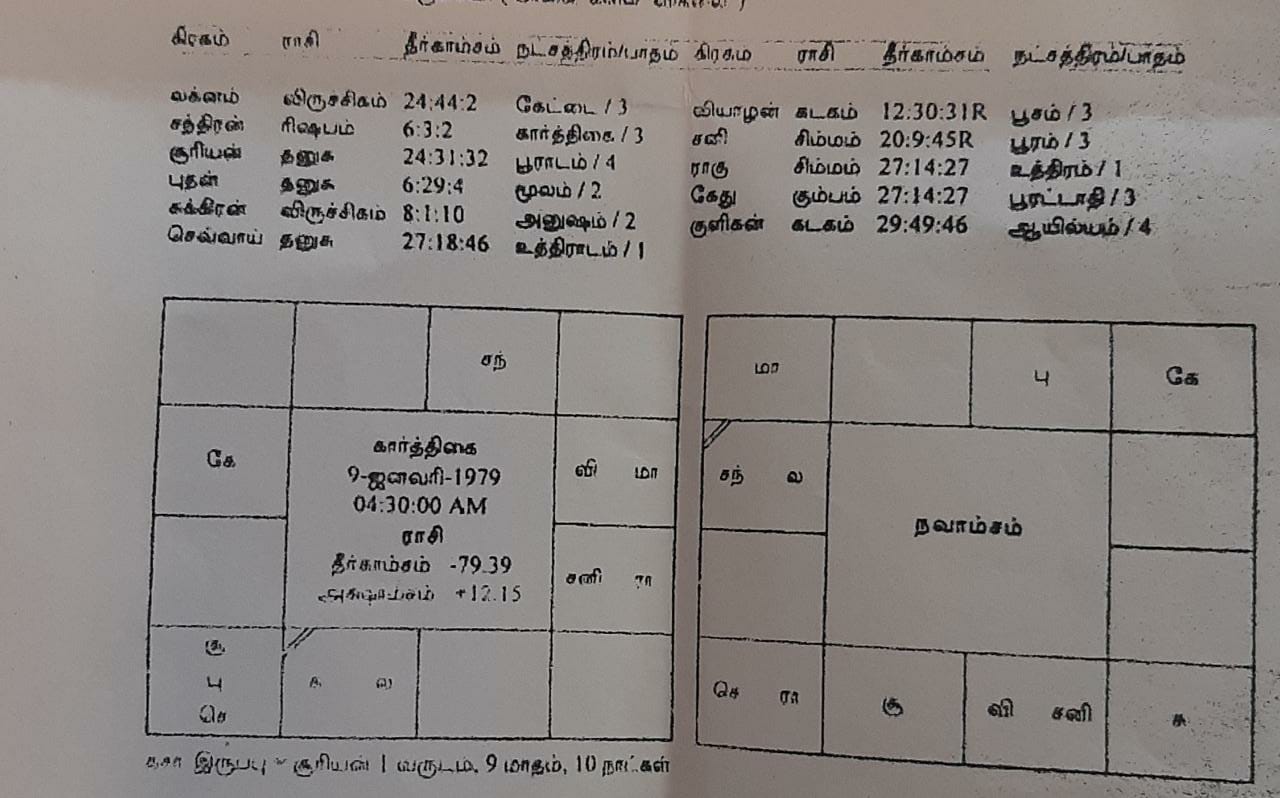 கிரகம் ராசி தீர்காம்சம் நட்சத்திரம்/பாதம் கிரகம் ராசி தீர்காம்சம் நட்சத்திரம்/பாதம்
லக்னம் விருச்சிகம் 24:44:2 கேட்டை / 3 வியாழன் கடகம் 12:30:31R பூசம் / 3
சந்திரன் ரிஷபம் 6:3:2 கார்த்திகை / 3 சனி சிம்மம் 20:9:45R பூரம் / 3
சூரியன் தனுசு 24:31:32 பூராடம் / 4 ராகு சிம்மம் 27:14:27 உத்திரம் / 1
புதன் தனுசு 6:29:4 மூலம் / 2 கேது கும்பம் 27:14:27 பூரட்டாதி / 3
சுக்கிரன் விருச்சிகம் 8:1:10 அனுஷம் / 2 குளிகன் கடகம் 29:49:46 ஆயில்யம் / 4
செவ்வாய் தனுசு 27:18:46 உத்திராடம் / 1
சந்
கே
கார்த்திகை
9-ஜனவரி-1979
04:30:00 AM
ராசி
தீர்காம்சம் -79.39
+12.15
வி மா
சனி ரா
சூ
பு
செ
சு ல
மா
பு
கே
சந் ல
நவாம்சம்
செ ரா
சூ
வி சனி
சு
தசா இருப்பு = சூரியன் 1 வருடம், 9 மாதம், 10 நாட்கள்